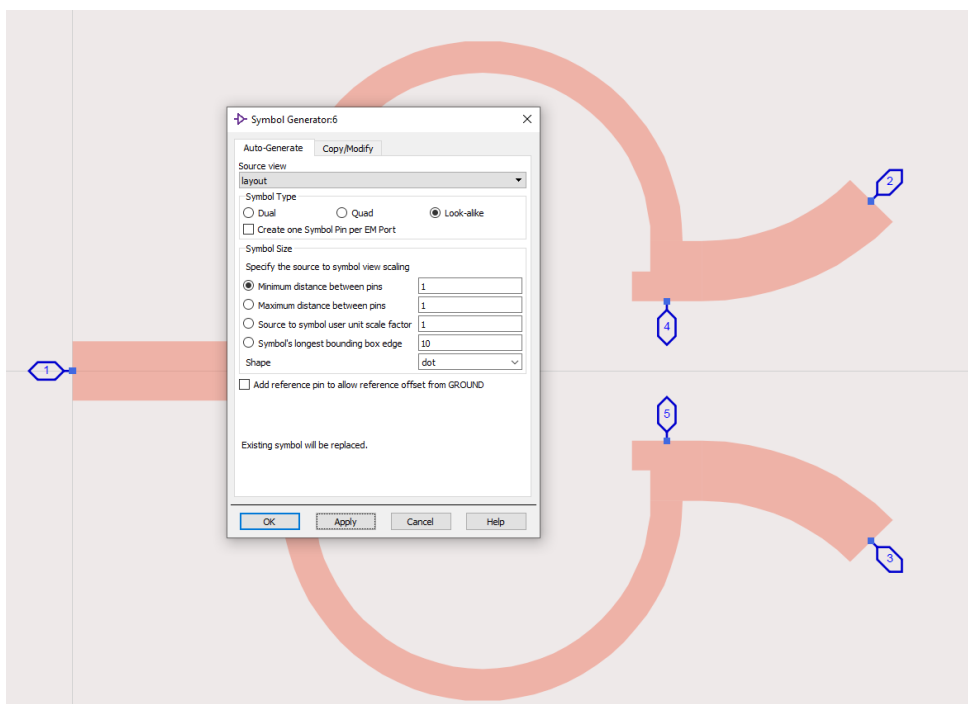 Symbol Generator:6
Auto-Generate Copy/Modify
Source view
layout
Symbol Type
Dual Quad Look-alike
Create one Symbol Pin per EM Port
Symbol Size
Specify the source to symbol view scaling
Minimum distance between pins 1
Maximum distance between pins 1
Source to symbol user unit scale factor 1
Symbol's longest bounding box edge 10
Shape dot
Add reference pin to allow reference offset from GROUND
Existing symbol will be replaced.
OK Apply Cancel Help
2
4
1
5
3